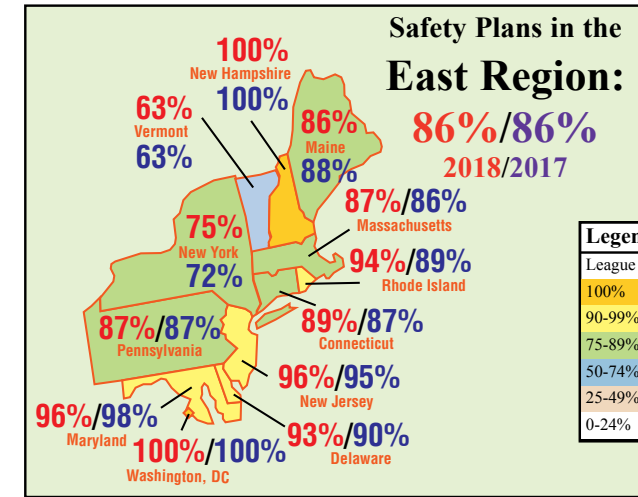 Safety Plans in the
East Region:
86%/86%
2018/2017
100%
New Hampshire
100%
63%
Vermont
63%
86%
Maine
88%
87%/86%
Massachusetts
75%
New York
72%
94%/89%
Rhode Island
89%/87%
Connecticut
87%/87%
Pennsylvania
96%/95%
New Jersey
96%/98%
Maryland
93%/90%
Delaware
100%/100%
Washington, DC
Legen
League
100%
90-99%
75-89%
50-74%
25-49%
0-24%